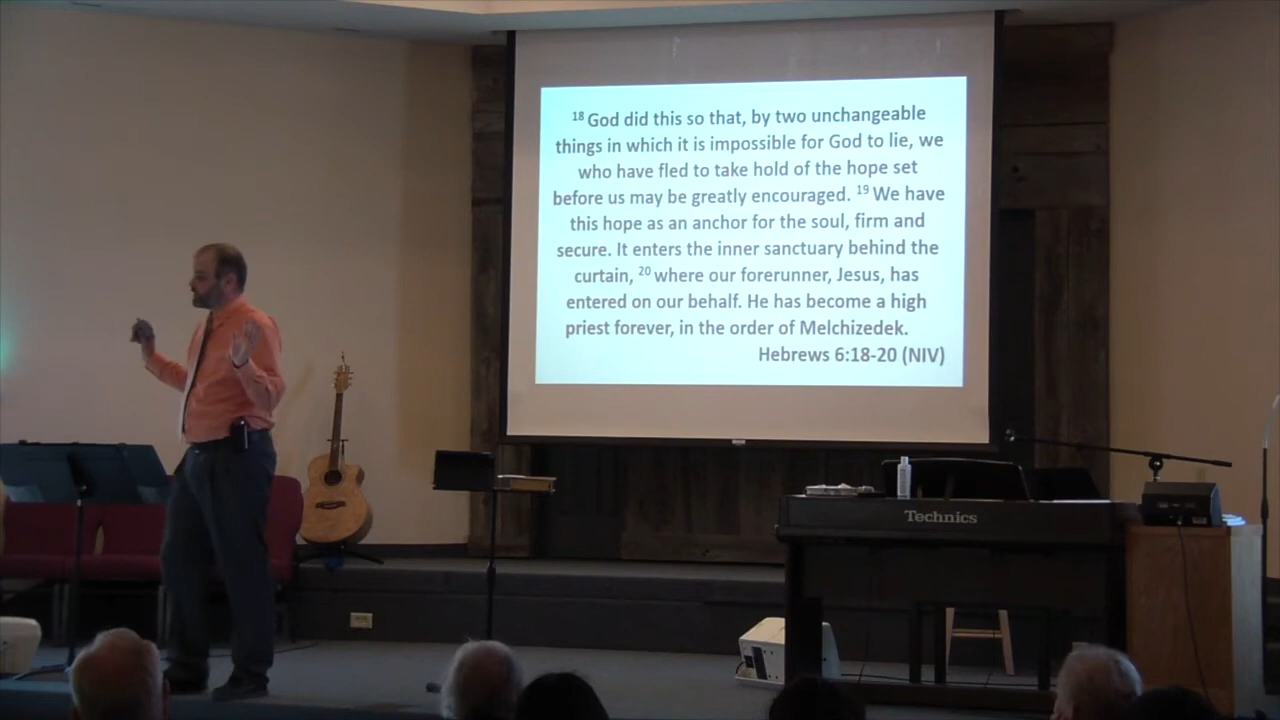 18 God did this so that, by two unchangeable
things in which it is impossible for God to lie, we
who have fled to take hold of the hope set
before us may be greatly encouraged. 19 We have
this hope as an anchor for the soul, firm and
secure. It enters the inner sanctuary behind the
curtain, 20 where our forerunner, Jesus, has
entered on our behalf. He has become a high
priest forever, in the order of Melchizedek.
Hebrews 6:18-20 (NIV)
Technics